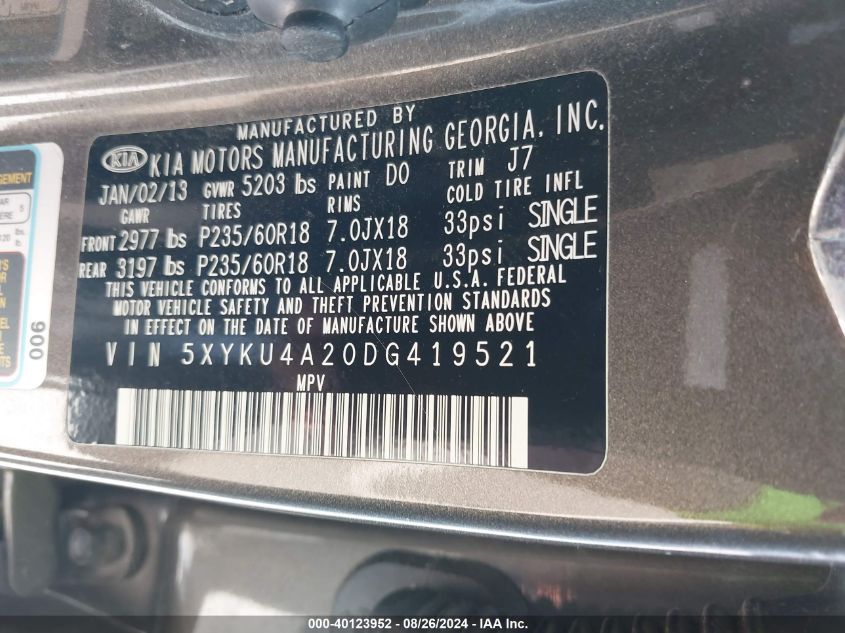 MANUFACTURED BY
KIA KIA MOTORS MANUFACTURING GEORGIA, INC.
JAN/02/13 GVWR 5203 lbs PAINT D0 TRIM J7
GAWR TIRES RIMS COLD TIRE INFL
FRONT 2977 lbs P235/60R18 7.0JX18 33psi SINGLE
REAR 3197 lbs P235/60R18 7.0JX18 33psi SINGLE
THIS VEHICLE CONFORMS TO ALL APPLICABLE U.S.A. FEDERAL
MOTOR VEHICLE SAFETY AND THEFT PREVENTION STANDARDS
IN EFFECT ON THE DATE OF MANUFACTURE SHOWN ABOVE
VIN 5XYKU4A20DG419521
MPV
006
000-40123952 - 08/26/2024 - IAA Inc.